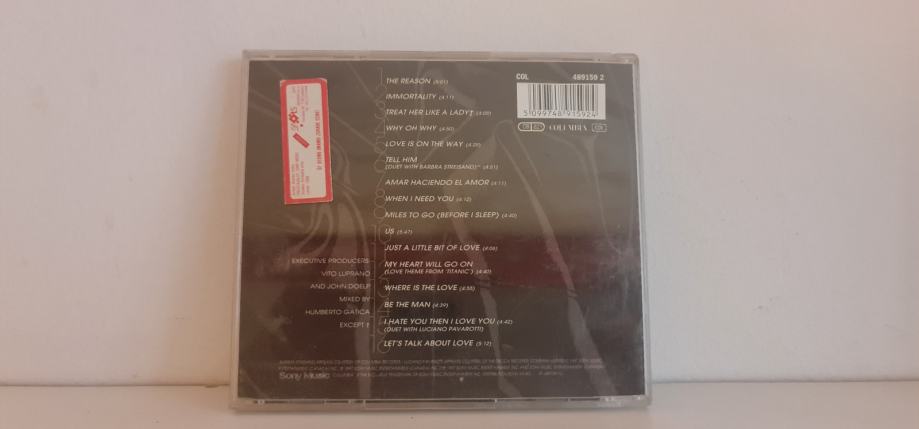 THE REASON (5:01)
IMMORTALITY (4:11)
TREAT HER LIKE A LADY† (4:05)
WHY OH WHY (4:50)
LOVE IS ON THE WAY (4:25)
TELL HIM
(DUET WITH BARBRA STREISAND)* (4:51)
AMAR HACIENDO EL AMOR (4:11)
WHEN I NEED YOU (4:12)
MILES TO GO (BEFORE I SLEEP) (4:40)
US (5:47)
JUST A LITTLE BIT OF LOVE (4:06)
MY HEART WILL GO ON
(LOVE THEME FROM 'TITANIC') (4:40)
WHERE IS THE LOVE (4:55)
BE THE MAN (4:39)
I HATE YOU THEN I LOVE YOU (4:42)
(DUET WITH LUCIANO PAVAROTTI)
LET'S TALK ABOUT LOVE (5:12)
EXECUTIVE PRODUCERS
VITO LUPRANO
AND JOHN DOELP
MIXED BY
HUMBERTO GATICA
EXCEPT †
COL 489159 2
5 099748 915924
COLUMBIA
Sony Music